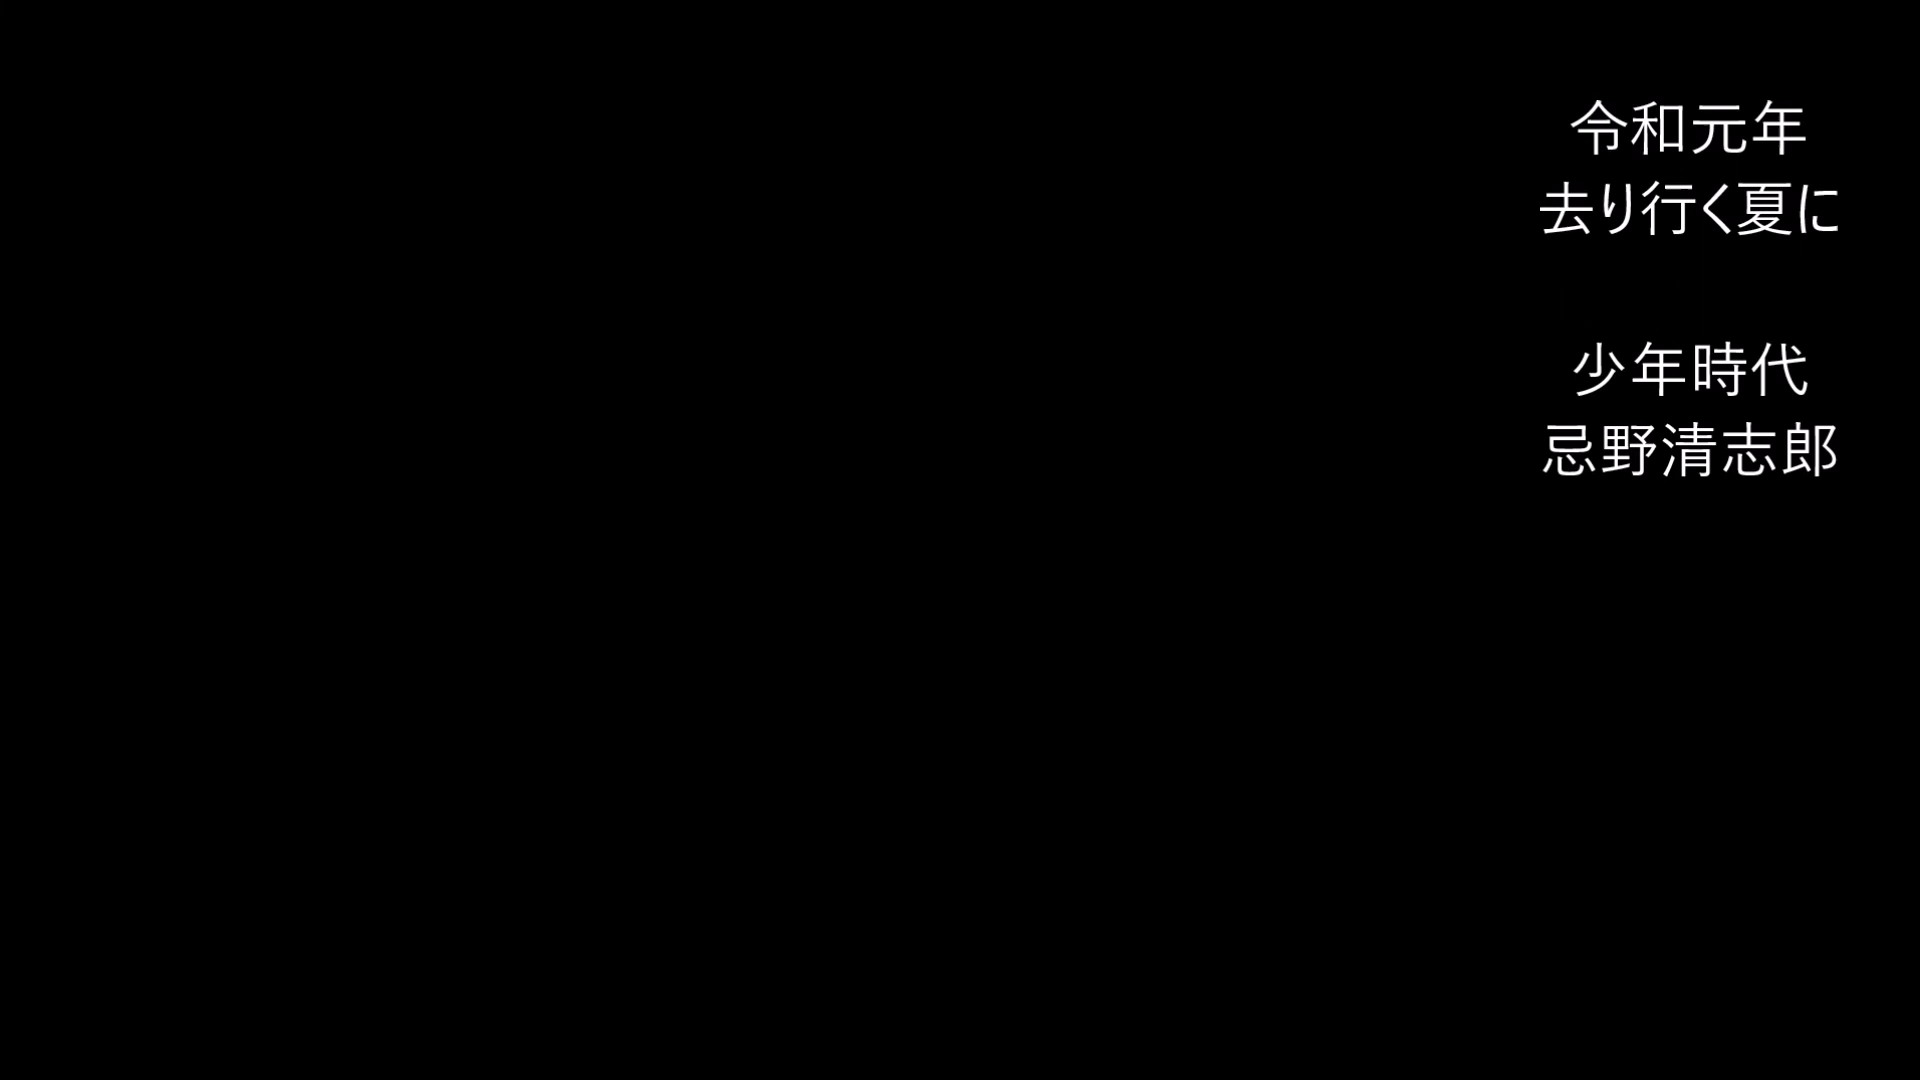 令和元年
去り行く夏に
少年時代
忌野清志郎